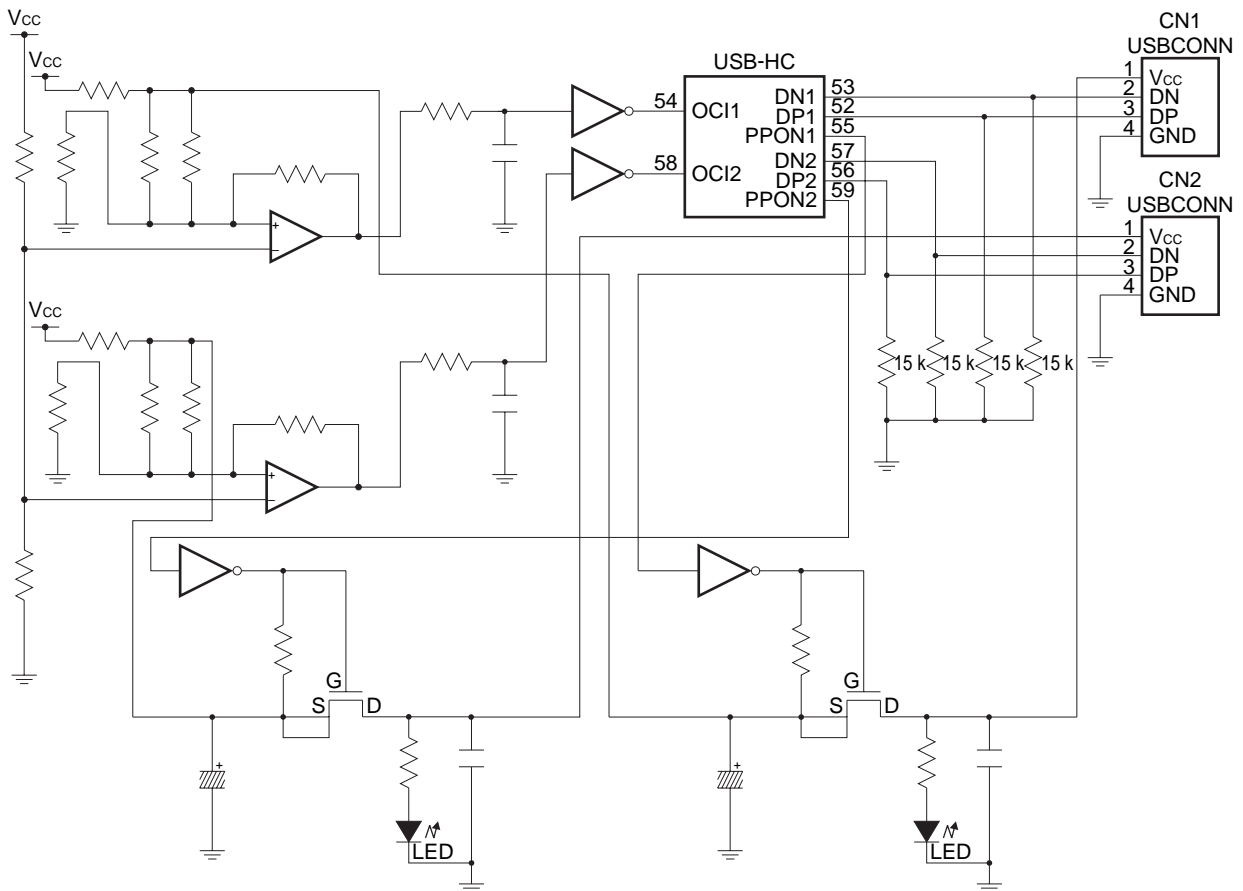 VCC
VCC
USB-HC
CN1
USBCONN
54 OCI1
58 OCI2
DN1 53
DP1 52
PPON1 55
DN2 57
DP2 56
PPON2 59
1 VCC
2 DN
3 DP
4 GND
CN2
USBCONN
1 VCC
2 DN
3 DP
4 GND
+
−
VCC
15 k 15 k 15 k 15 k
+
−
G
S D
+
LED
G
S D
+
LED